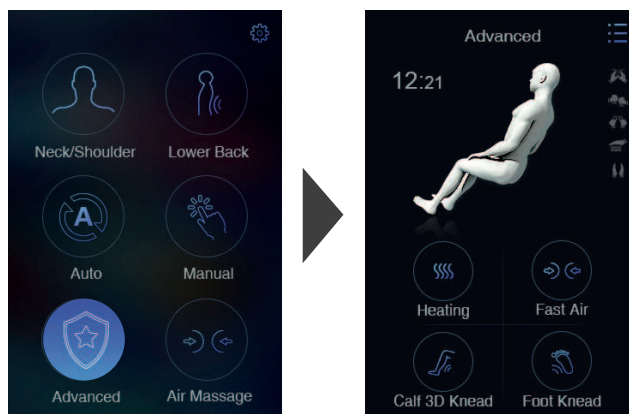 Neck/Shoulder Lower Back
A
Auto Manual
Advanced Air Massage
Advanced
12:21
Heating Fast Air
Calf 3D Knead Foot Knead